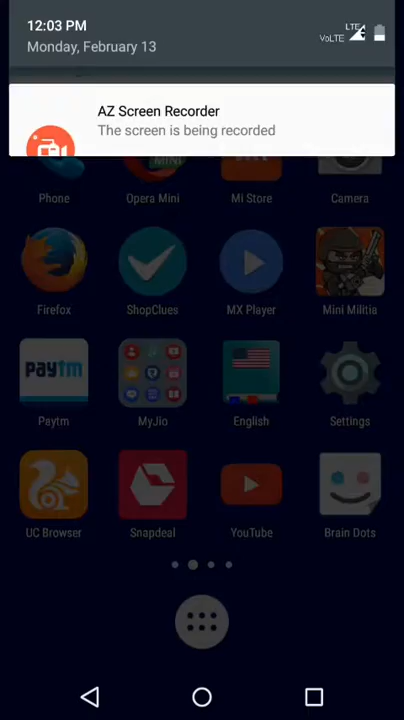 12:03 PM
Monday, February 13
LTE
VoLTE
AZ Screen Recorder
The screen is being recorded
MINI
Phone
Opera Mini
Mi Store
Camera
Firefox
ShopClues
MX Player
Mini Militia
Paytm
Paytm
MyJio
English
Settings
UC Browser
Snapdeal
YouTube
Brain Dots